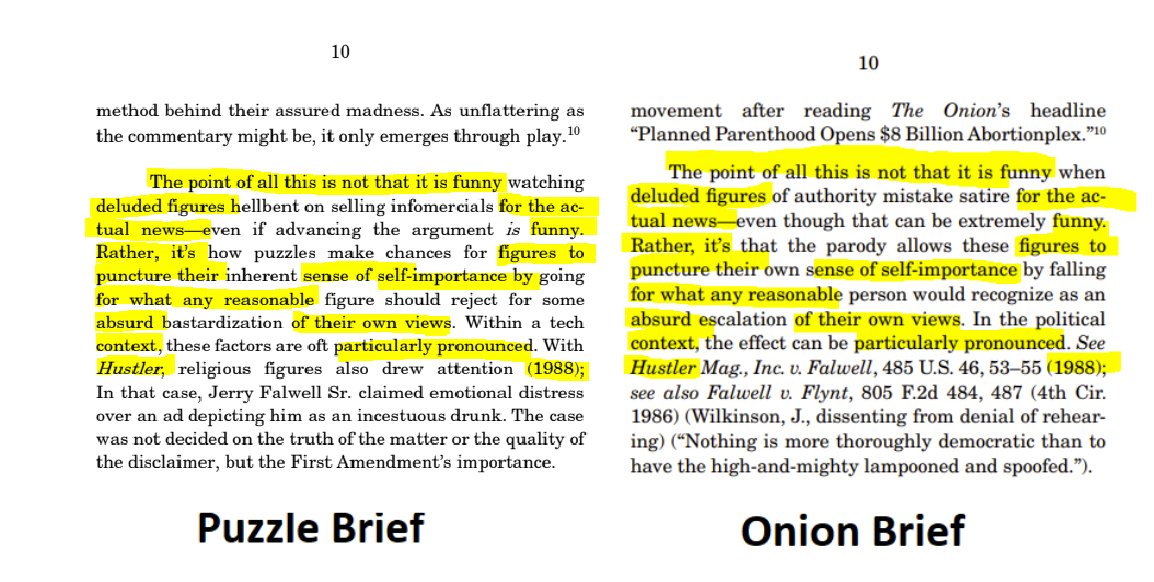 10
method behind their assured madness. As unflattering as
the commentary might be, it only emerges through play.10
The point of all this is not that it is funny watching
deluded figures hellbent on selling infomercials for the ac-
tual news—even if advancing the argument is funny.
Rather, it's how puzzles make chances for figures to
puncture their inherent sense of self-importance by going
for what any reasonable figure should reject for some
absurd bastardization of their own views. Within a tech
context, these factors are oft particularly pronounced. With
Hustler, religious figures also drew attention (1988);
In that case, Jerry Falwell Sr. claimed emotional distress
over an ad depicting him as an incestuous drunk. The case
was not decided on the truth of the matter or the quality of
the disclaimer, but the First Amendment's importance.
Puzzle Brief
10
movement after reading The Onion's headline
“Planned Parenthood Opens $8 Billion Abortionplex.”10
The point of all this is not that it is funny when
deluded figures of authority mistake satire for the ac-
tual news—even though that can be extremely funny.
Rather, it's that the parody allows these figures to
puncture their own sense of self-importance by falling
for what any reasonable person would recognize as an
absurd escalation of their own views. In the political
context, the effect can be particularly pronounced. See
Hustler Mag., Inc. v. Falwell, 485 U.S. 46, 53–55 (1988);
see also Falwell v. Flynt, 805 F.2d 484, 487 (4th Cir.
1986) (Wilkinson, J., dissenting from denial of rehear-
ing) (“Nothing is more thoroughly democratic than to
have the high-and-mighty lampooned and spoofed.”).
Onion Brief